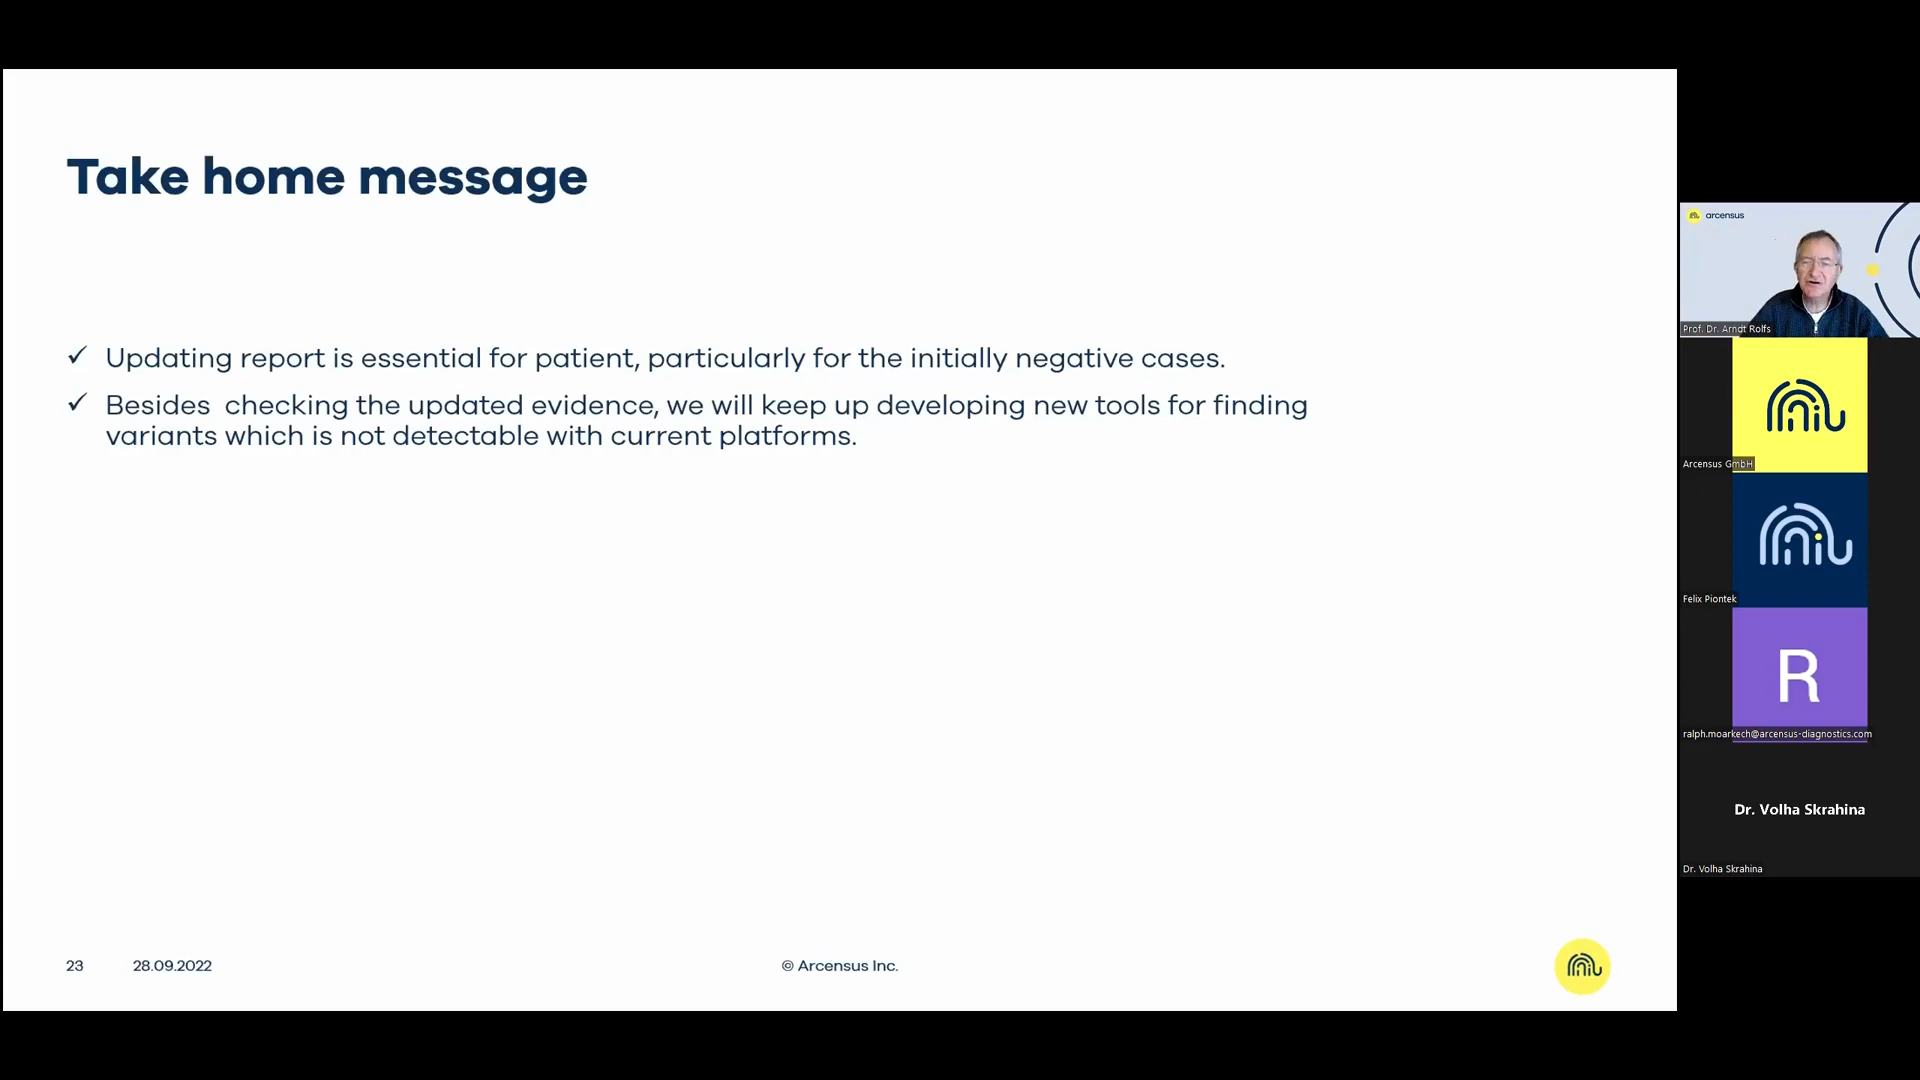 Take home message
✓ Updating report is essential for patient, particularly for the initially negative cases.
✓ Besides  checking the updated evidence, we will keep up developing new tools for finding
variants which is not detectable with current platforms.
23
28.09.2022
© Arcensus Inc.
arcensus
Prof. Dr. Arndt Rolfs
Arcensus GmbH
Felix Piontek
R
ralph.moarkech@arcensus-diagnostics.com
Dr. Volha Skrahina
Dr. Volha Skrahina